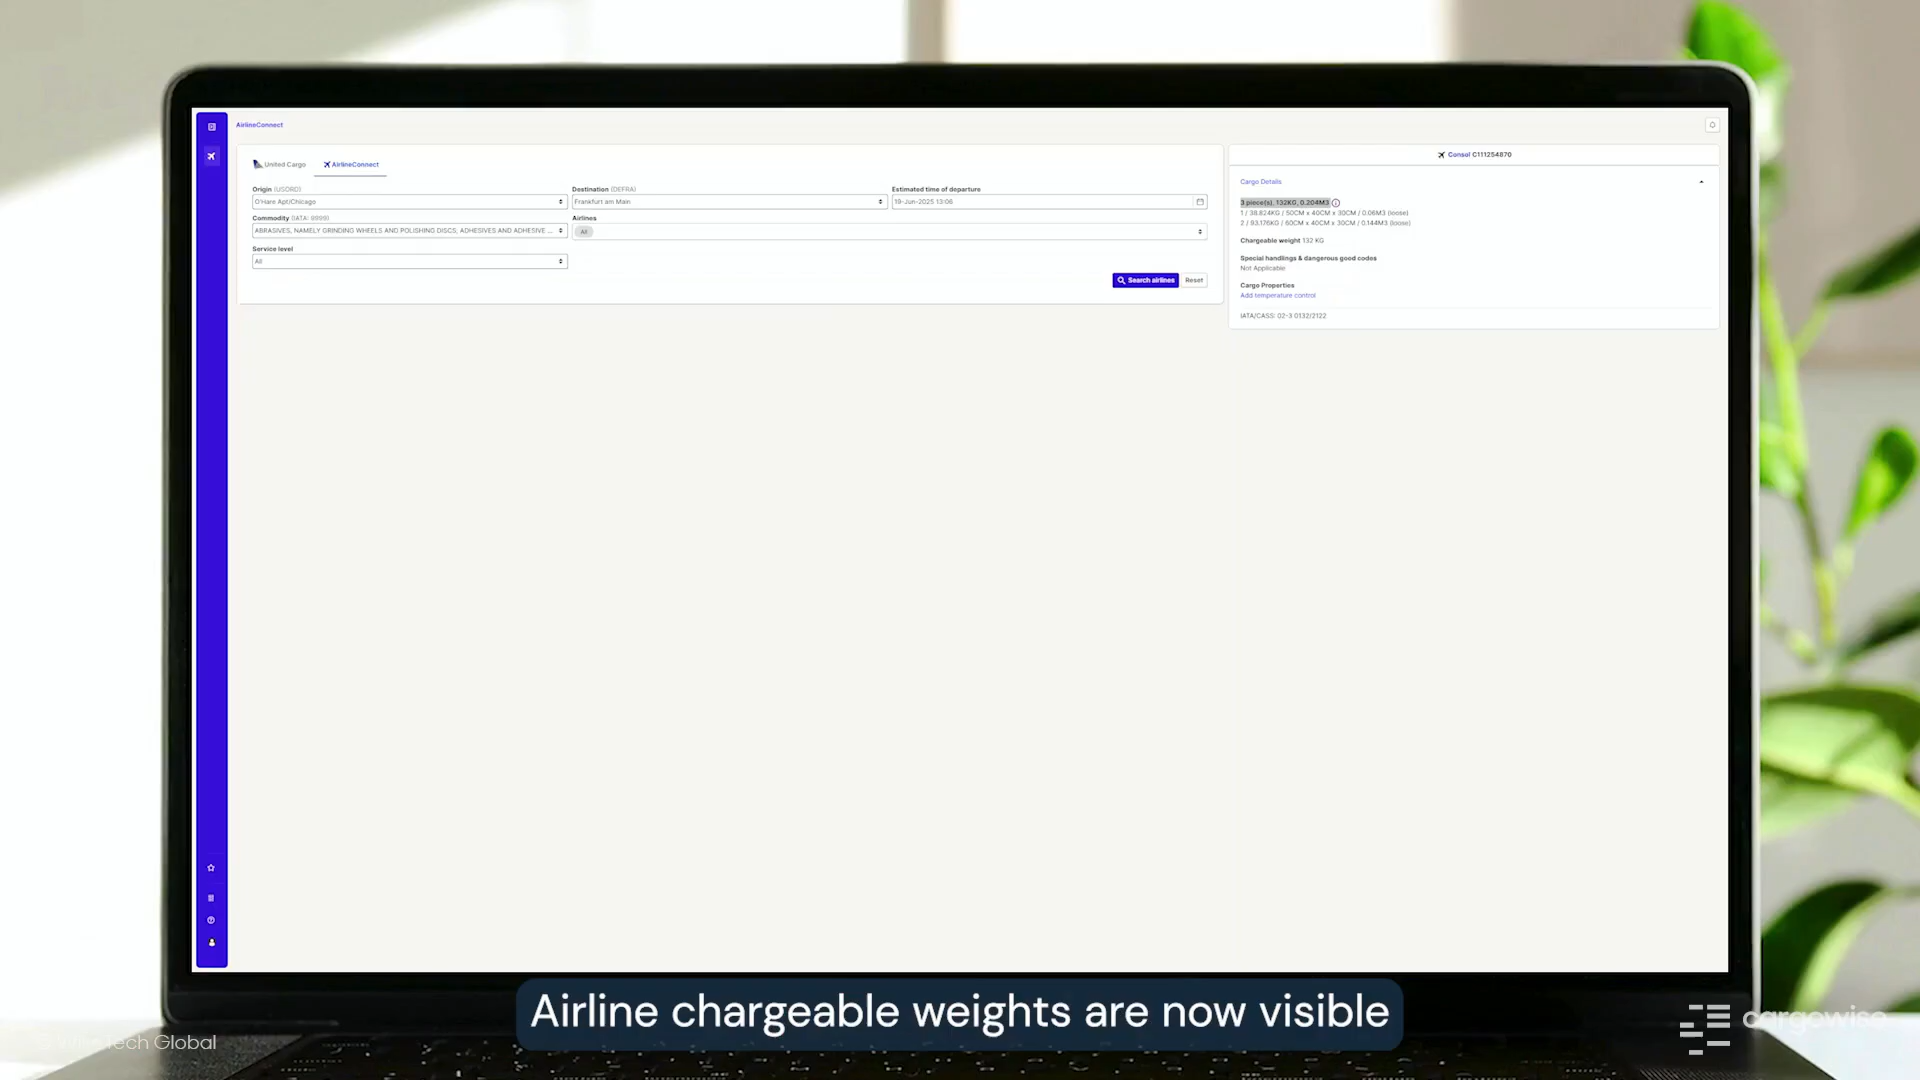 AirlineConnect
United Cargo
AirlineConnect
Origin (USORD)
O'Hare Apt/Chicago
Destination (DEFRA)
Frankfurt am Main
Estimated time of departure
19-Jun-2025 13:06
Commodity (IATA: 9999)
ABRASIVES, NAMELY GRINDING WHEELS AND POLISHING DISCS, ADHESIVES AND ADHESIVE ...
Airlines
All
Service level
All
Search airlines
Reset
Consol C111254870
Cargo Details
3 piece(s), 132KG, 0.204M3
1 / 38.824KG / 50CM x 40CM x 30CM / 0.06M3 (loose)
2 / 93.176KG / 60CM x 40CM x 30CM / 0.144M3 (loose)
Chargeable weight 132 KG
Special handlings & dangerous good codes
Not Applicable
Cargo Properties
Add temperature control
IATA/CASS: 02-3 0132/2122
Airline chargeable weights are now visible
© WiseTech Global
cargowise